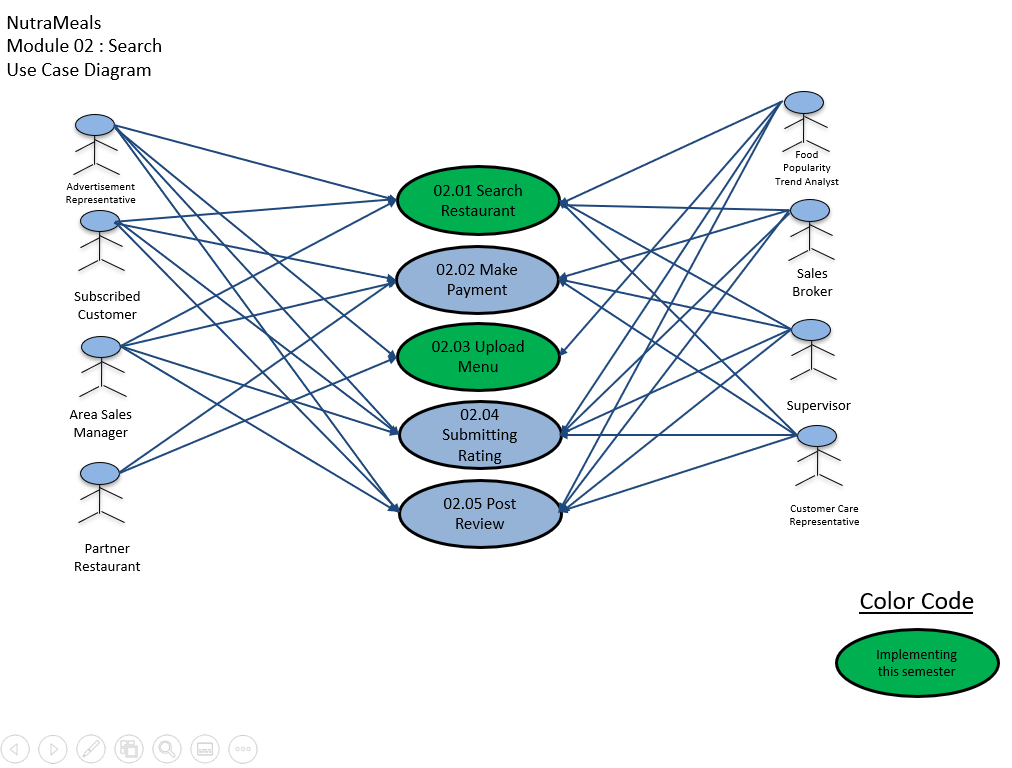 NutraMeals
Module 02 : Search
Use Case Diagram
Advertisement
Representative
Subscribed
Customer
Area Sales
Manager
Partner
Restaurant
02.01 Search
Restaurant
02.02 Make
Payment
02.03 Upload
Menu
02.04
Submitting
Rating
02.05 Post
Review
Food
Popularity
Trend Analyst
Sales
Broker
Supervisor
Customer Care
Representative
Color Code
Implementing
this semester